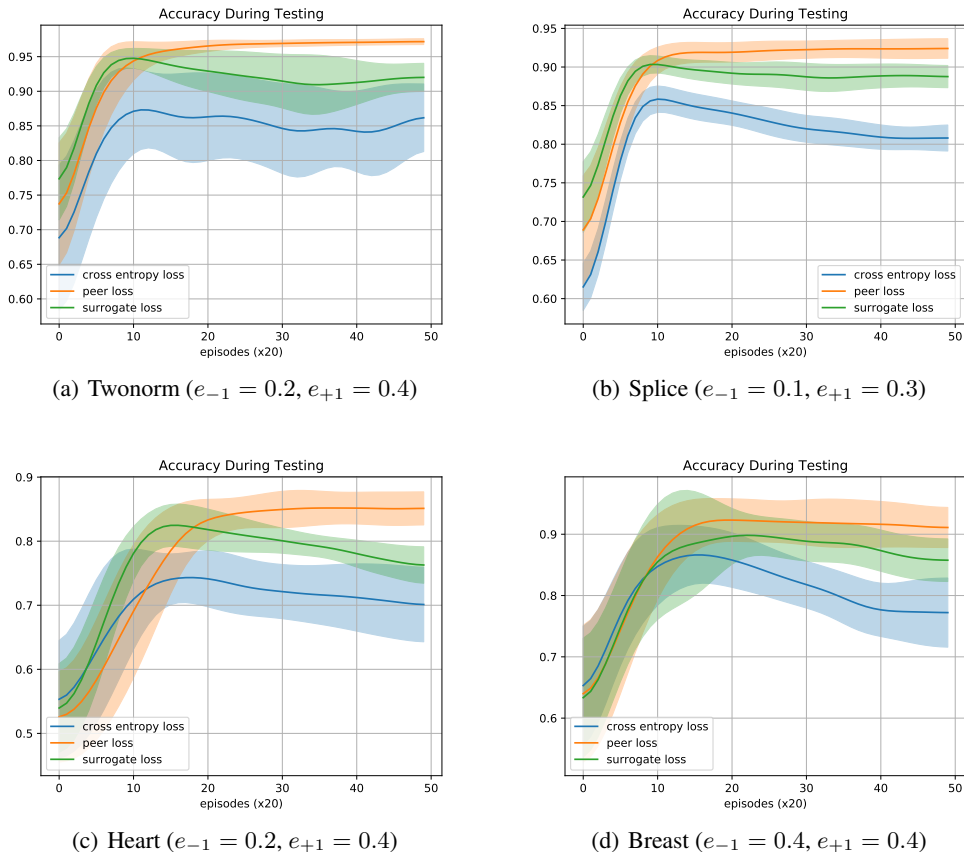 Accuracy During Testing
0.95
0.90
0.85
0.80
0.75
0.70
0.65
0.60
cross entropy loss
peer loss
surrogate loss
0 10 20 30 40 50
episodes (x20)
(a) Twonorm (e−1 = 0.2, e+1 = 0.4)
Accuracy During Testing
0.95
0.90
0.85
0.80
0.75
0.70
0.65
0.60
cross entropy loss
peer loss
surrogate loss
0 10 20 30 40 50
episodes (x20)
(b) Splice (e−1 = 0.1, e+1 = 0.3)
Accuracy During Testing
0.9
0.8
0.7
0.6
0.5
cross entropy loss
peer loss
surrogate loss
0 10 20 30 40 50
episodes (x20)
(c) Heart (e−1 = 0.2, e+1 = 0.4)
Accuracy During Testing
0.9
0.8
0.7
0.6
cross entropy loss
peer loss
surrogate loss
0 10 20 30 40 50
episodes (x20)
(d) Breast (e−1 = 0.4, e+1 = 0.4)